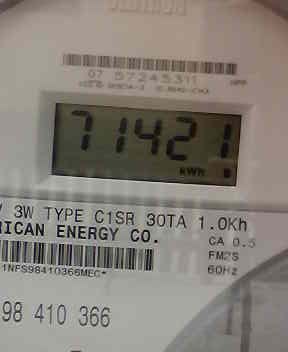 07 57245311
71421
kWh
V 3W TYPE C1SR 30TA 1.0Kh
RICAN ENERGY CO.
CA 0.5
FM2S
1NFS98410366MEC*
60Hz
98 410 366